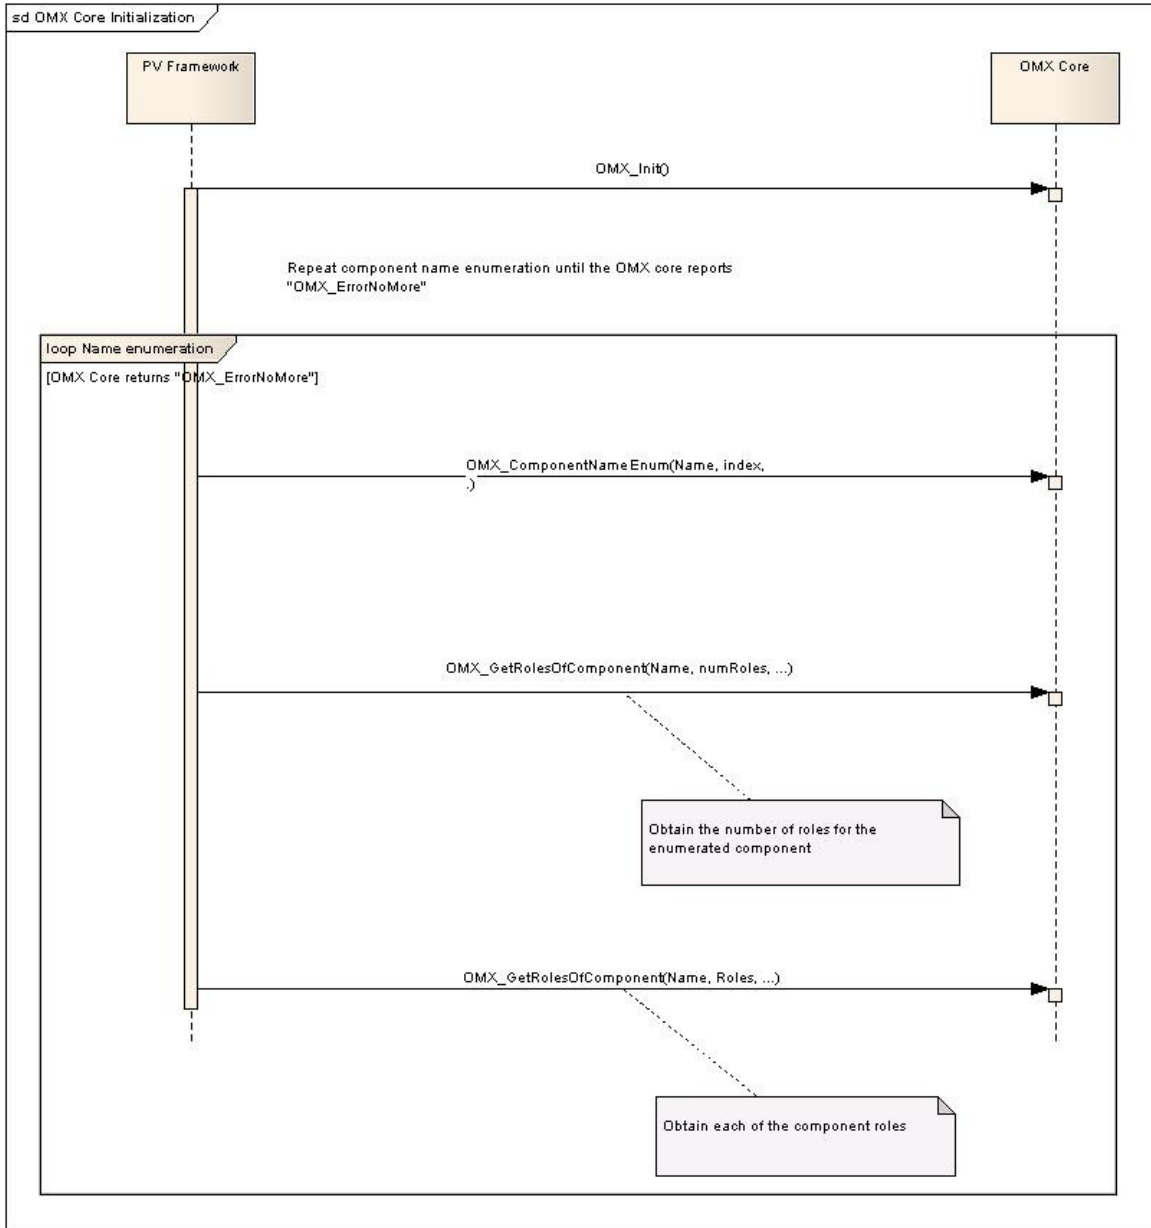 sd OMX Core Initialization
PV Framework
OMX Core
OMX_Init()
Repeat component name enumeration until the OMX core reports
"OMX_ErrorNoMore"
loop Name enumeration
[OMX Core returns "OMX_ErrorNoMore"]
OMX_ComponentNameEnum(Name, index,
.)
OMX_GetRolesOfComponent(Name, numRoles, ...)
Obtain the number of roles for the
enumerated component
OMX_GetRolesOfComponent(Name, Roles, ...)
Obtain each of the component roles